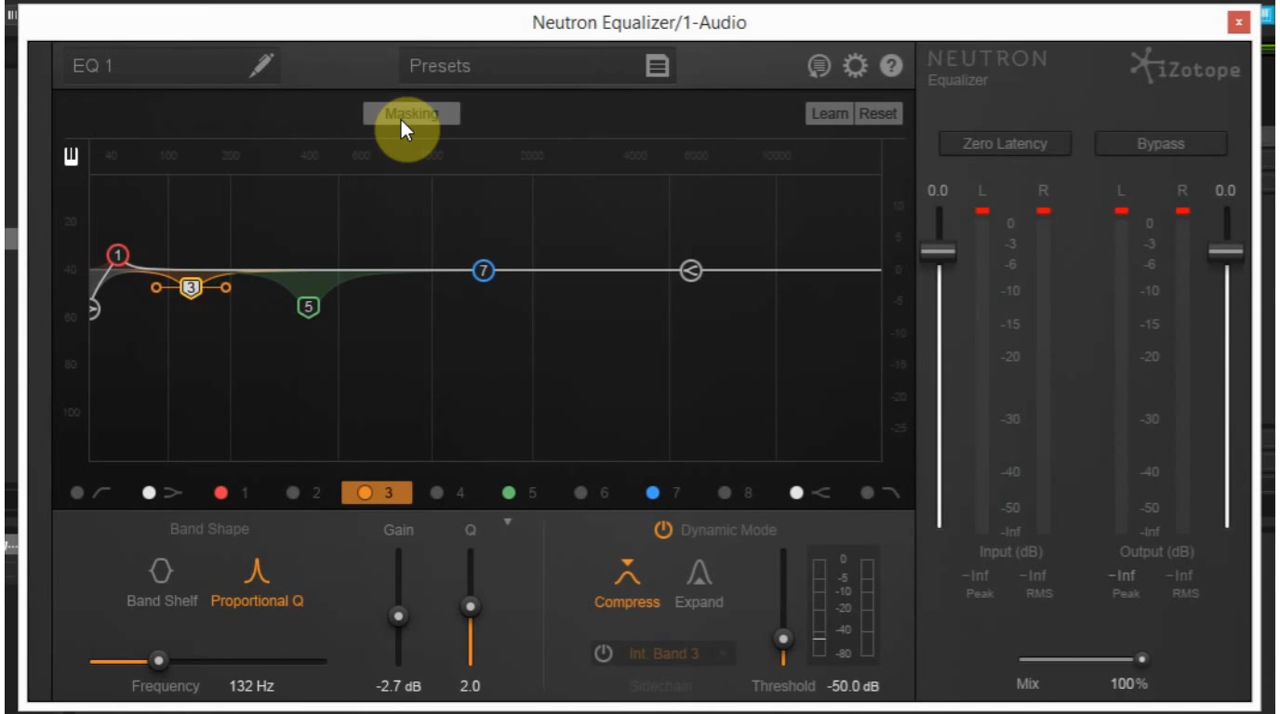 Neutron Equalizer/1-Audio
x
EQ 1
Presets
?
NEUTRON
Equalizer
iZotope
Masking
Learn
Reset
Zero Latency
Bypass
40 100 200 400 600 1000 2000 4000 6000 10000
20
40
60
80
100
10
5
0
-5
-10
-15
-20
-25
1
3
5
7
0.0 L R
L R 0.0
0
-3
-6
-10
-15
-20
-30
-40
-50
-Inf
0
-3
-6
-10
-15
-20
-30
-40
-50
-Inf
1 2 3 4 5 6 7 8
Band Shape
Gain
Q
Dynamic Mode
Band Shelf
Proportional Q
Compress
Expand
0
-5
-10
-20
-40
-80
Int. Band 3
Sidechain
Frequency 132 Hz
-2.7 dB
2.0
Threshold -50.0 dB
Input (dB)
-Inf -Inf
Peak RMS
Output (dB)
-Inf -Inf
Peak RMS
Mix 100%